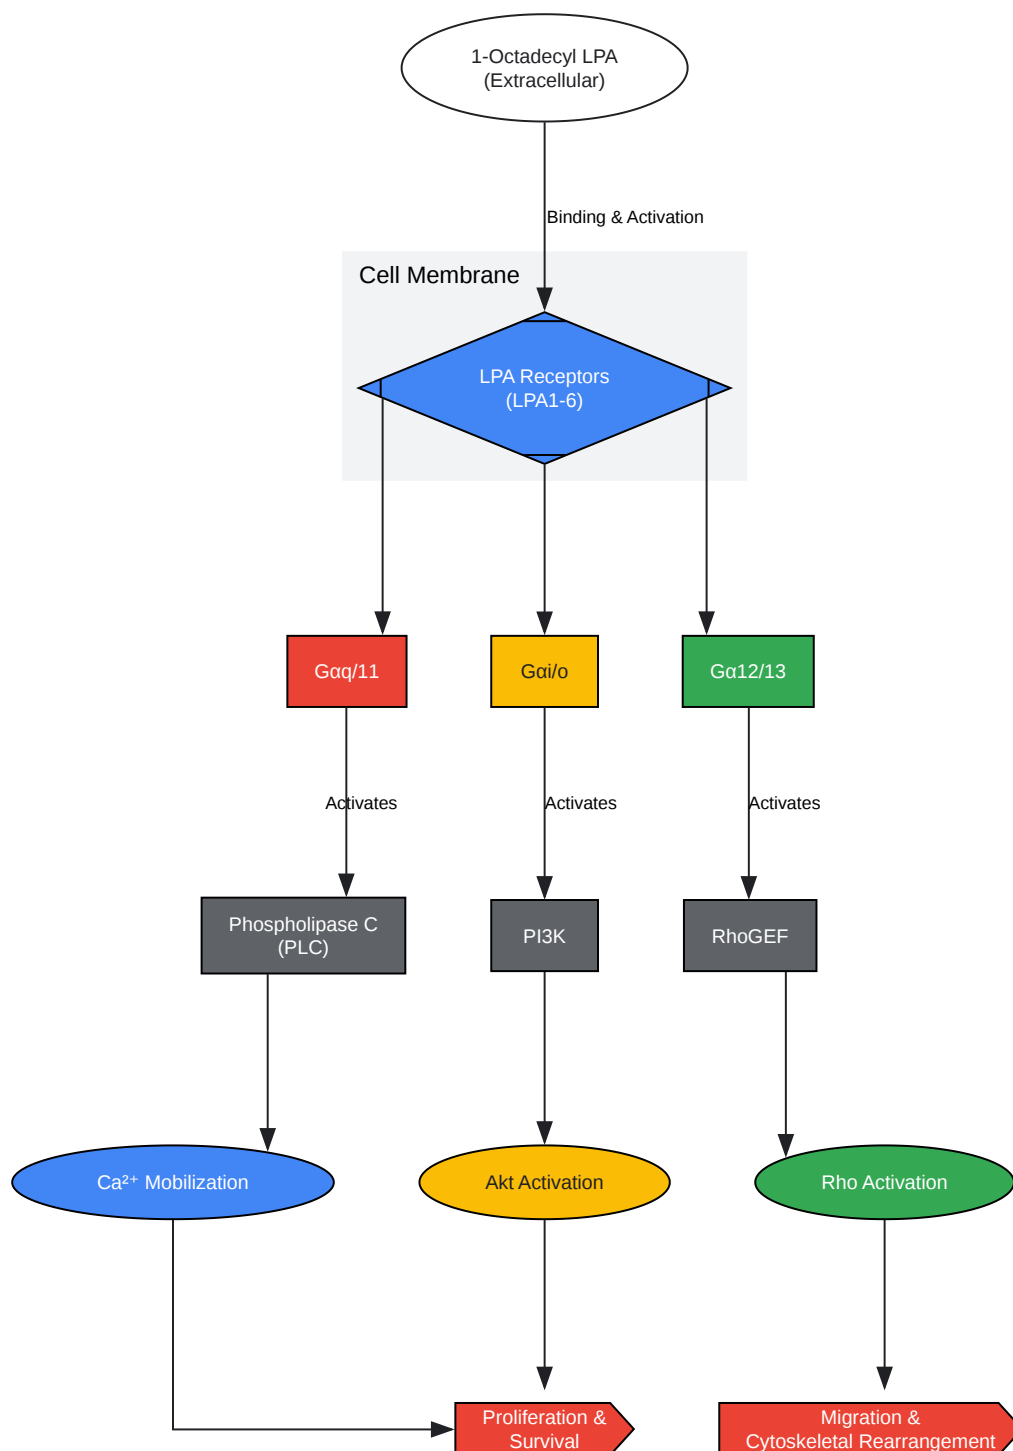 1-Octadecyl LPA
(Extracellular)
Binding & Activation
Cell Membrane
LPA Receptors
(LPA1-6)
Gαq/11
Gαi/o
Gα12/13
Activates
Activates
Activates
Phospholipase C
(PLC)
PI3K
RhoGEF
Ca²⁺ Mobilization
Akt Activation
Rho Activation
Proliferation &
Survival
Migration &
Cytoskeletal Rearrangement